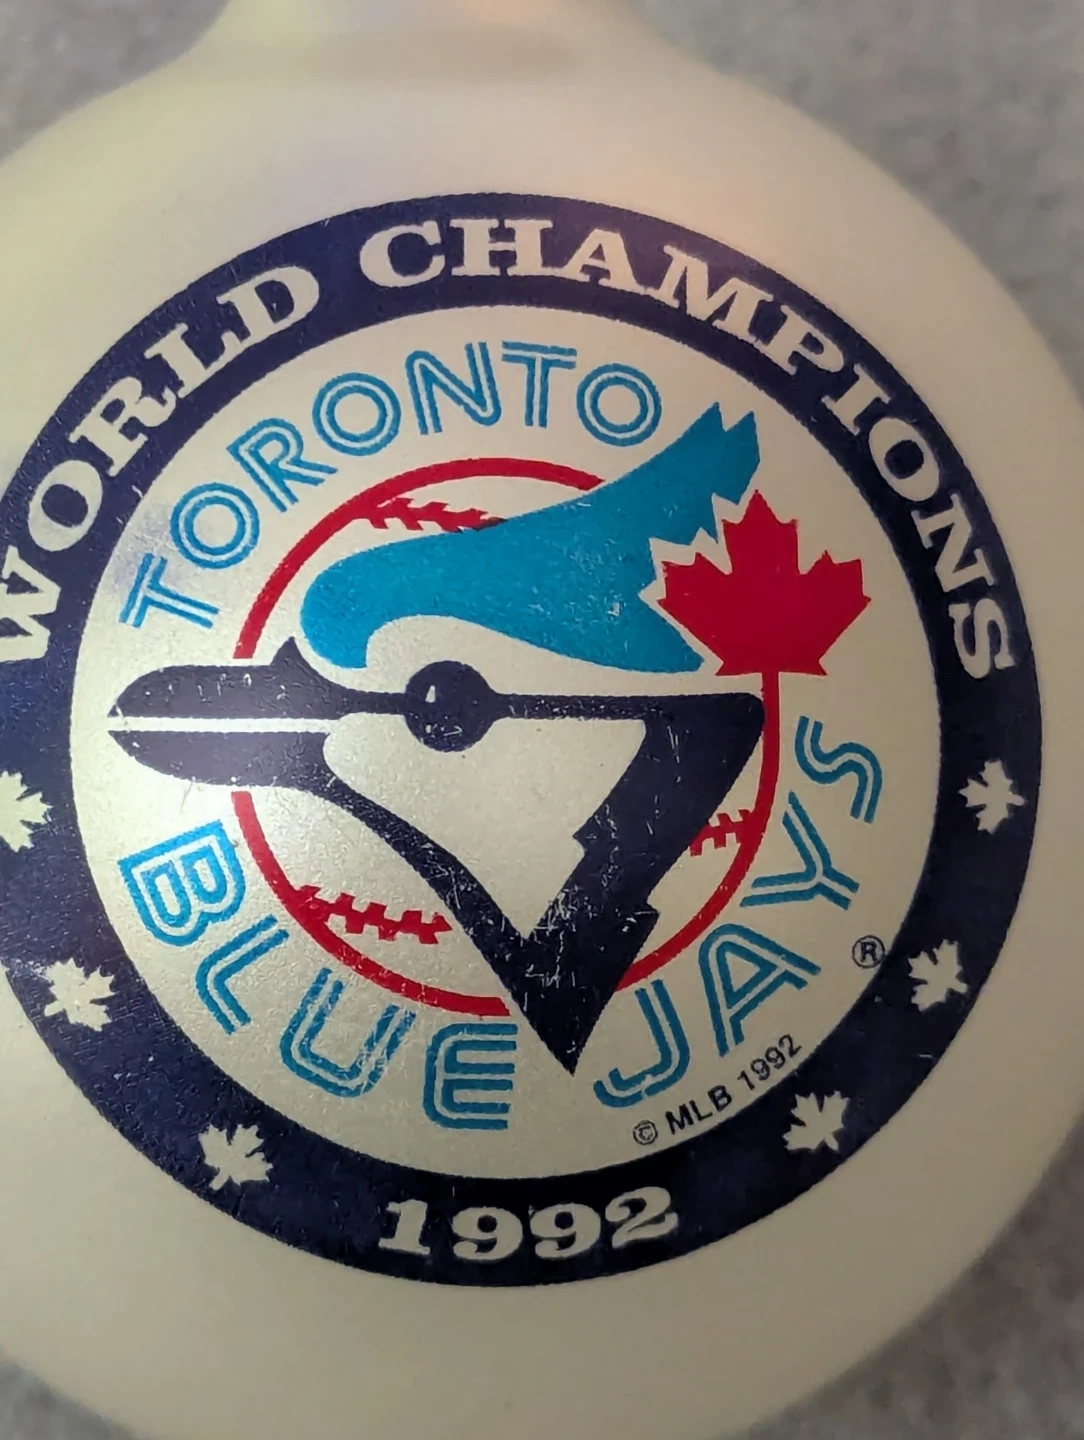 WORLD CHAMPIONS
TORONTO
BLUE JAYS
®
© MLB 1992
1992